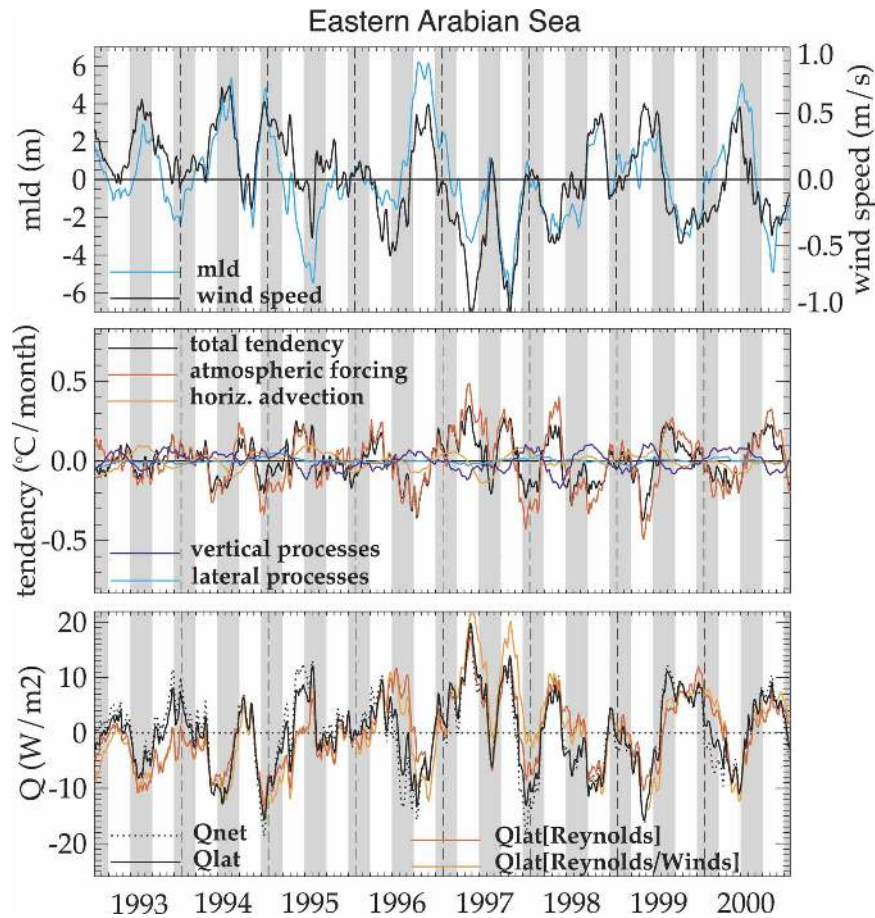 Eastern Arabian Sea
6
4
2
0
-2
-4
-6
mld (m)
1.0
0.5
0.0
-0.5
-1.0
wind speed (m/s)
mld
wind speed
0.5
0.0
-0.5
tendency (°C/month)
total tendency
atmospheric forcing
horiz. advection
vertical processes
lateral processes
20
10
0
-10
-20
Q (W/m2)
Qnet
Qlat
Qlat[Reynolds]
Qlat[Reynolds/Winds]
1993 1994 1995 1996 1997 1998 1999 2000